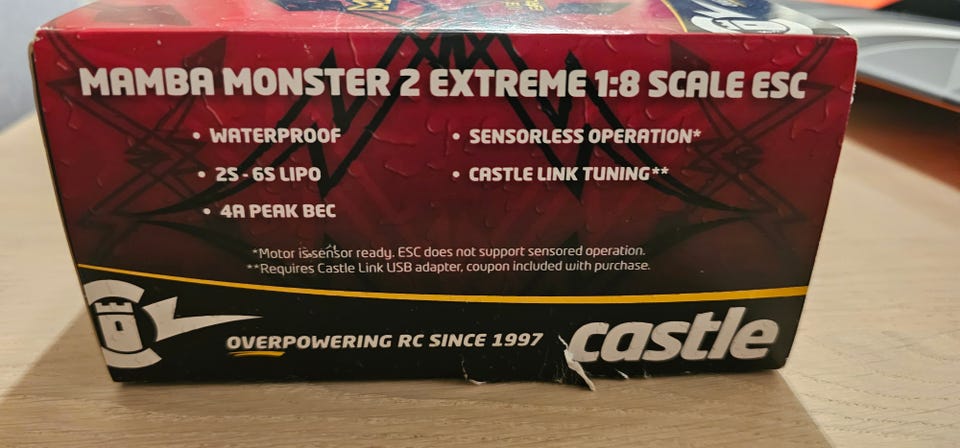 MAMBA MONSTER 2 EXTREME 1:8 SCALE ESC
• WATERPROOF
• 2S - 6S LIPO
• 4A PEAK BEC
• SENSORLESS OPERATION*
• CASTLE LINK TUNING**
*Motor is sensor ready. ESC does not support sensored operation.
**Requires Castle Link USB adapter, coupon included with purchase.
OVERPOWERING RC SINCE 1997
castle